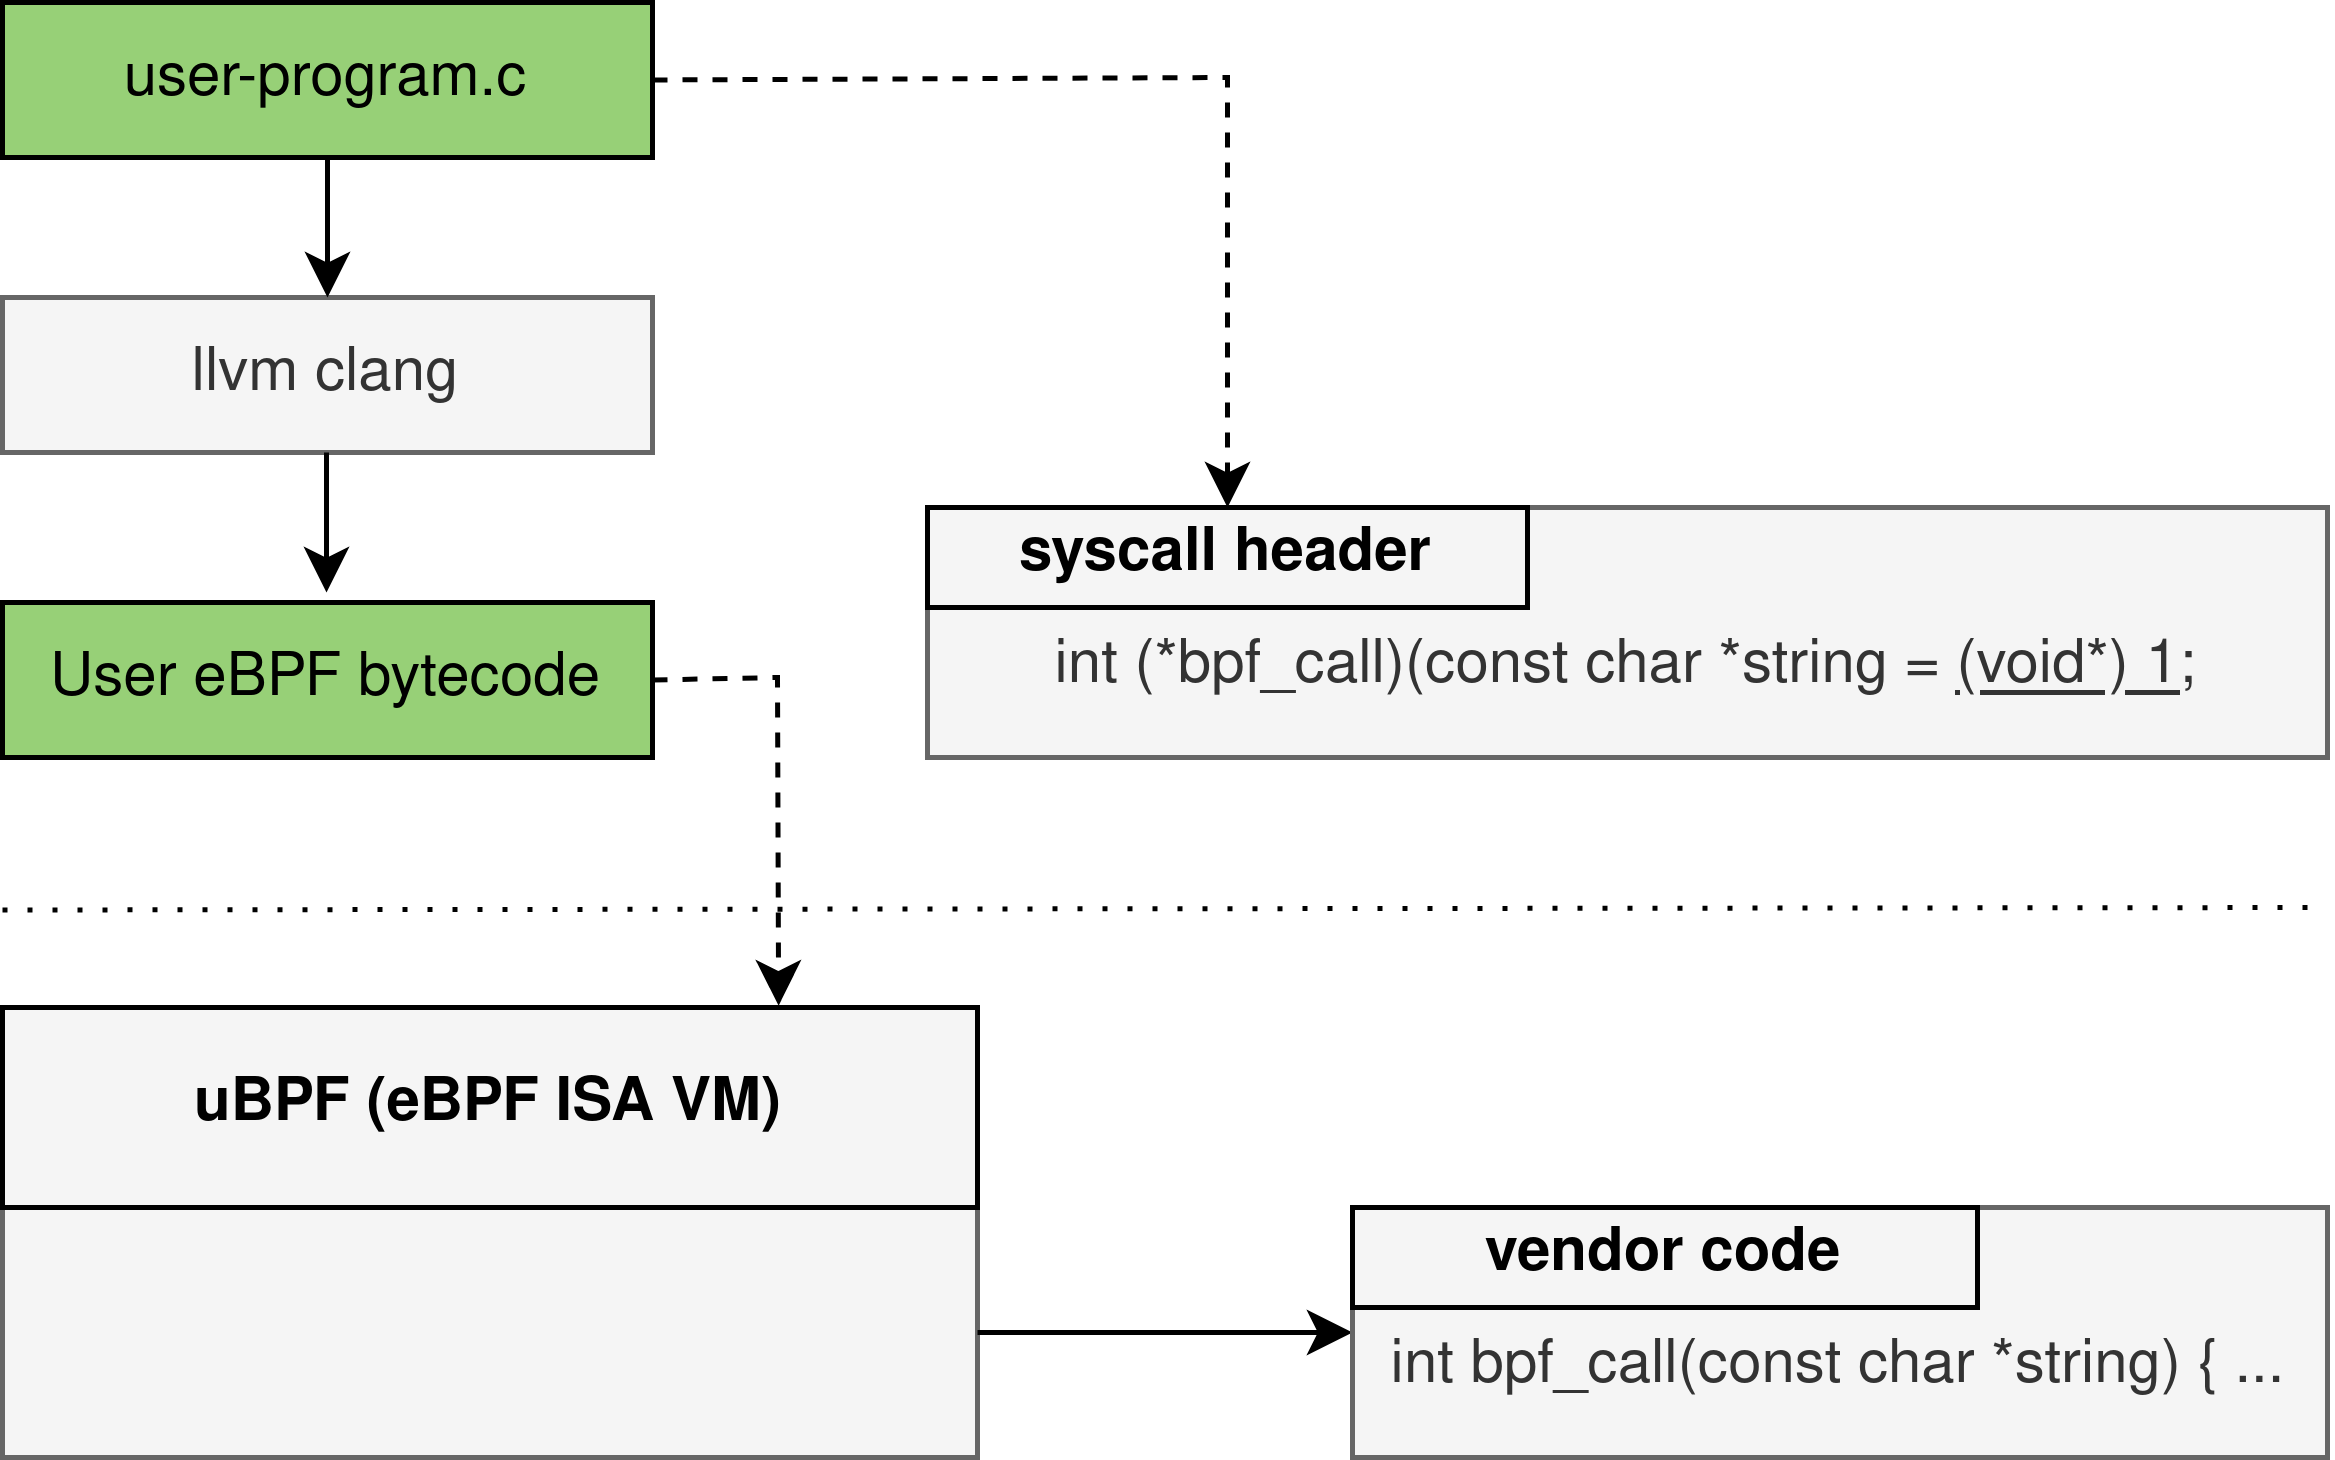 user-program.c
llvm clang
syscall header
int (*bpf_call)(const char *string = (void*) 1;
User eBPF bytecode
uBPF (eBPF ISA VM)
vendor code
int bpf_call(const char *string) { ...